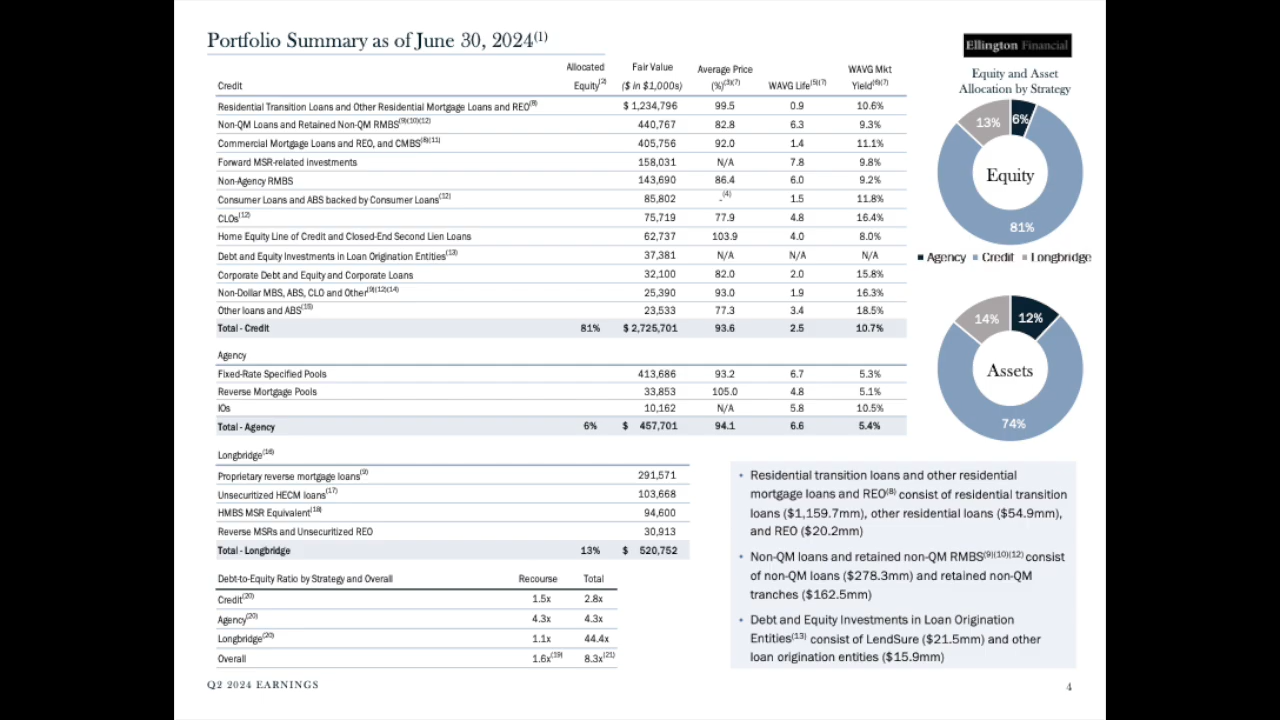 Portfolio Summary as of June 30, 2024(1)
Ellington Financial
Allocated Fair Value Average Price WAVG Mkt
Credit Equity(2) ($ in $1,000s) (%)(3)(7) WAVG Life(5)(7) Yield(6)(7)
Residential Transition Loans and Other Residential Mortgage Loans and REO(8) $ 1,234,796 99.5 0.9 10.6%
Non-QM Loans and Retained Non-QM RMBS(9)(10)(12) 440,767 82.8 6.3 9.3%
Commercial Mortgage Loans and REO, and CMBS(8)(11) 405,756 92.0 1.4 11.1%
Forward MSR-related investments 158,031 N/A 7.8 9.8%
Non-Agency RMBS 143,690 86.4 6.0 9.2%
Consumer Loans and ABS backed by Consumer Loans(12) 85,802 -(4) 1.5 11.8%
CLOs(12) 75,719 77.9 4.8 16.4%
Home Equity Line of Credit and Closed-End Second Lien Loans 62,737 103.9 4.0 8.0%
Debt and Equity Investments in Loan Origination Entities(13) 37,381 N/A N/A N/A
Corporate Debt and Equity and Corporate Loans 32,100 82.0 2.0 15.8%
Non-Dollar MBS, ABS, CLO and Other(9)(12)(14) 25,390 93.0 1.9 16.3%
Other loans and ABS(15) 23,533 77.3 3.4 18.5%
Total - Credit 81% $ 2,725,701 93.6 2.5 10.7%
Agency
Fixed-Rate Specified Pools 413,686 93.2 6.7 5.3%
Reverse Mortgage Pools 33,853 105.0 4.8 5.1%
IOs 10,162 N/A 5.8 10.5%
Total - Agency 6% $ 457,701 94.1 6.6 5.4%
Longbridge(16)
Proprietary reverse mortgage loans(9) 291,571
Unsecuritized HECM loans(17) 103,668
HMBS MSR Equivalent(18) 94,600
Reverse MSRs and Unsecuritized REO 30,913
Total - Longbridge 13% $ 520,752
Debt-to-Equity Ratio by Strategy and Overall Recourse Total
Credit(20) 1.5x 2.8x
Agency(20) 4.3x 4.3x
Longbridge(20) 1.1x 44.4x
Overall 1.6x(19) 8.3x(21)
Equity and Asset
Allocation by Strategy
13% 6%
Equity
81%
Agency Credit Longbridge
14% 12%
Assets
74%
• Residential transition loans and other residential
mortgage loans and REO(8) consist of residential transition
loans ($1,159.7mm), other residential loans ($54.9mm),
and REO ($20.2mm)
• Non-QM loans and retained non-QM RMBS(9)(10)(12) consist
of non-QM loans ($278.3mm) and retained non-QM
tranches ($162.5mm)
• Debt and Equity Investments in Loan Origination
Entities(13) consist of LendSure ($21.5mm) and other
loan origination entities ($15.9mm)
Q2 2024 EARNINGS
4